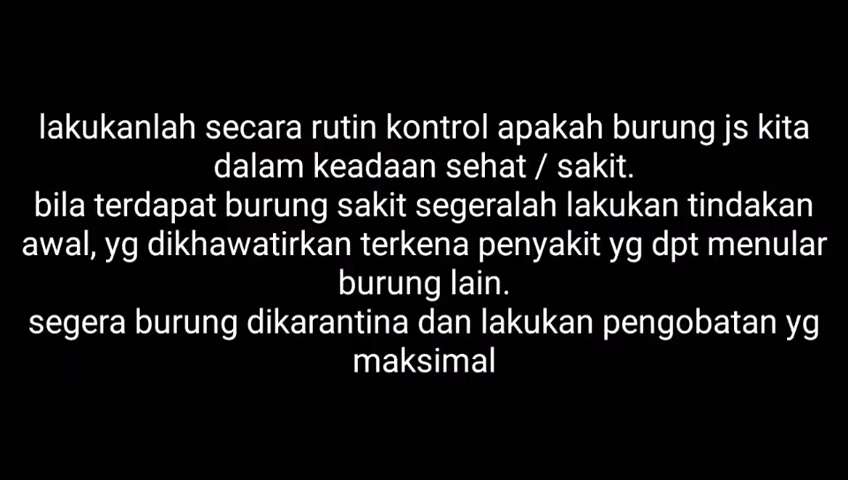 lakukanlah secara rutin kontrol apakah burung js kita
dalam keadaan sehat / sakit.
bila terdapat burung sakit segeralah lakukan tindakan
awal, yg dikhawatirkan terkena penyakit yg dpt menular
burung lain.
segera burung dikarantina dan lakukan pengobatan yg
maksimal